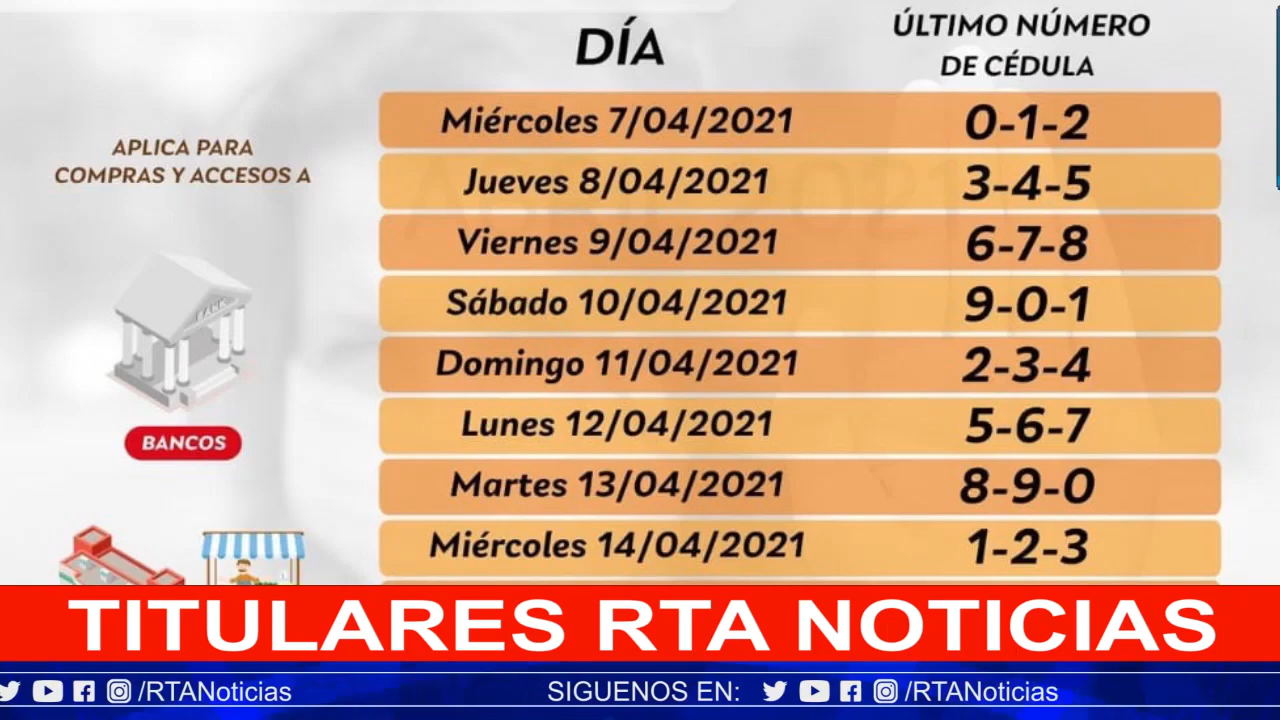 DÍA
ÚLTIMO NÚMERO
DE CÉDULA
APLICA PARA
COMPRAS Y ACCESOS A
Miércoles 7/04/2021 0-1-2
Jueves 8/04/2021 3-4-5
Viernes 9/04/2021 6-7-8
Sábado 10/04/2021 9-0-1
Domingo 11/04/2021 2-3-4
Lunes 12/04/2021 5-6-7
Martes 13/04/2021 8-9-0
Miércoles 14/04/2021 1-2-3
BANK
BANCOS
TITULARES RTA NOTICIAS
/RTANoticias SIGUENOS EN: /RTANoticias